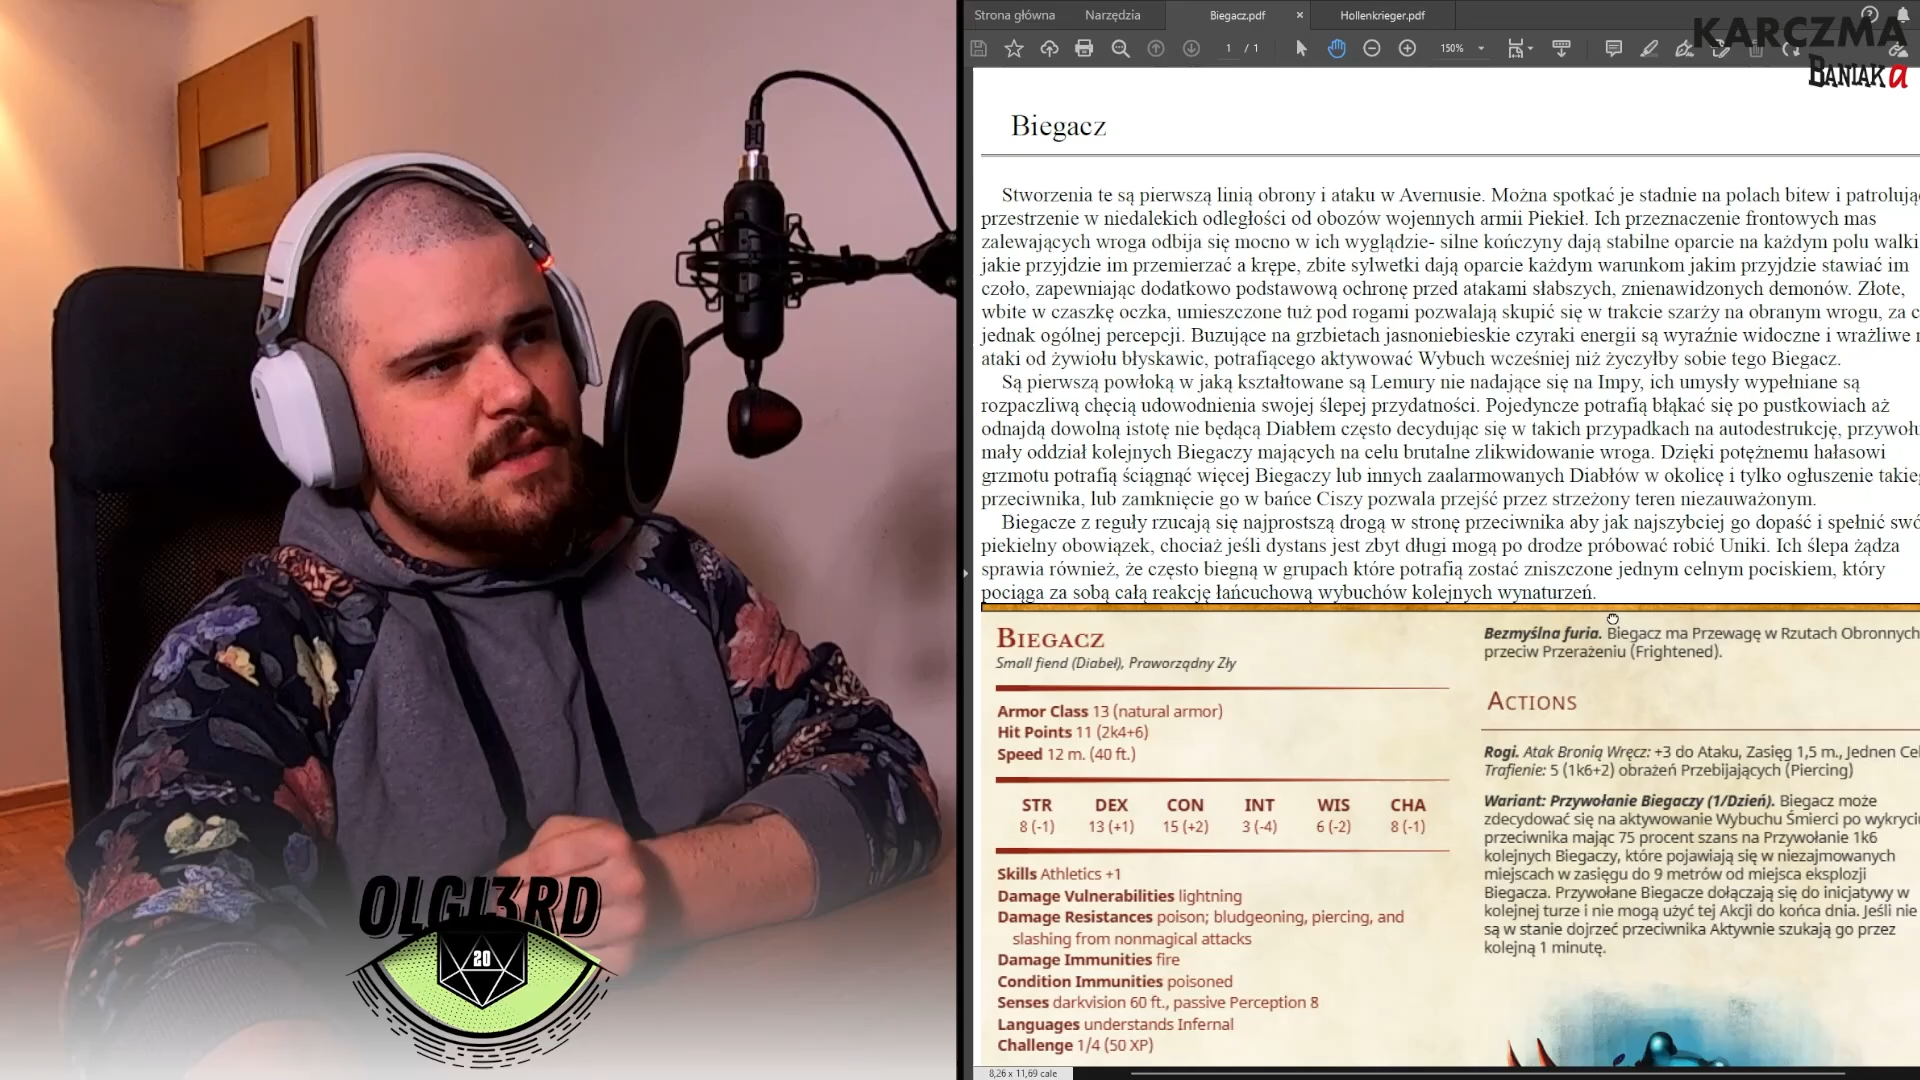 Strona główna
Narzędzia
Biegacz.pdf
Hollenkrieger.pdf
1 / 1
150%
KARCZMA
BANIAKa
Biegacz
Stworzenia te są pierwszą linią obrony i ataku w Avernusie. Można spotkać je stadnie na polach bitew i patrolując
przestrzenie w niedalekich odległości od obozów wojennych armii Piekieł. Ich przeznaczenie frontowych mas
zalewających wroga odbija się mocno w ich wyglądzie- silne kończyny dają stabilne oparcie na każdym polu walki
jakie przyjdzie im przemierzać a krępe, zbite sylwetki dają oparcie każdym warunkom jakim przyjdzie stawiać im
czoło, zapewniając dodatkowo podstawową ochronę przed atakami słabszych, znienawidzonych demonów. Złote,
wbite w czaszkę oczka, umieszczone tuż pod rogami pozwalają skupić się w trakcie szarży na obranym wrogu, za c
jednak ogólnej percepcji. Buzujące na grzbietach jasnoniebieskie czyraki energii są wyraźnie widoczne i wrażliwe
ataki od żywiołu błyskawic, potrafiącego aktywować Wybuch wcześniej niż życzyłby sobie tego Biegacz.
Są pierwszą powłoką w jaką kształtowane są Lemury nie nadające się na Impy, ich umysły wypełniane są
rozpaczliwą chęcią udowodnienia swojej ślepej przydatności. Pojedyncze potrafią błąkać się po pustkowiach aż
odnajdą dowolną istotę nie będącą Diabłem często decydując się w takich przypadkach na autodestrukcję, przywołu
mały oddział kolejnych Biegaczy mających na celu brutalne zlikwidowanie wroga. Dzięki potężnemu hałasowi
grzmotu potrafią ściągnąć więcej Biegaczy lub innych zaalarmowanych Diabłów w okolicę i tylko ogłuszenie takieg
przeciwnika, lub zamknięcie go w bańce Ciszy pozwala przejść przez strzeżony teren niezauważonym.
Biegacze z reguły rzucają się najprostszą drogą w stronę przeciwnika aby jak najszybciej go dopaść i spełnić swó
piekielny obowiązek, chociaż jeśli dystans jest zbyt długi mogą po drodze próbować robić Uniki. Ich ślepa żądza
sprawia również, że często biegną w grupach które potrafią zostać zniszczone jednym celnym pociskiem, który
pociąga za sobą całą reakcję łańcuchową wybuchów kolejnych wynaturzeń.
BIEGACZ
Small fiend (Diabeł), Praworządny Zły
Armor Class 13 (natural armor)
Hit Points 11 (2k4+6)
Speed 12 m. (40 ft.)
STR DEX CON INT WIS CHA
8 (-1) 13 (+1) 15 (+2) 3 (-4) 6 (-2) 8 (-1)
Skills Athletics +1
Damage Vulnerabilities lightning
Damage Resistances poison; bludgeoning, piercing, and
slashing from nonmagical attacks
Damage Immunities fire
Condition Immunities poisoned
Senses darkvision 60 ft., passive Perception 8
Languages understands Infernal
Challenge 1/4 (50 XP)
Bezmyślna furia. Biegacz ma Przewagę w Rzutach Obronnych
przeciw Przerażeniu (Frightened).
ACTIONS
Rogi. Atak Bronią Wręcz: +3 do Ataku, Zasięg 1,5 m., Jednen Cel
Trafienie: 5 (1k6+2) obrażeń Przebijających (Piercing)
Wariant: Przywołanie Biegaczy (1/Dzień). Biegacz może
zdecydować się na aktywowanie Wybuchu Śmierci po wykryciu
przeciwnika mając 75 procent szans na Przywołanie 1k6
kolejnych Biegaczy, które pojawiają się w niezajmowanych
miejscach w zasięgu do 9 metrów od miejsca eksplozji
Biegacza. Przywołane Biegacze dołączają się do inicjatywy w
kolejnej turze i nie mogą użyć tej Akcji do końca dnia. Jeśli nie
są w stanie dojrzeć przeciwnika Aktywnie szukają go przez
kolejną 1 minutę.
8,26 x 11,69 cale
OLGI3RD
20